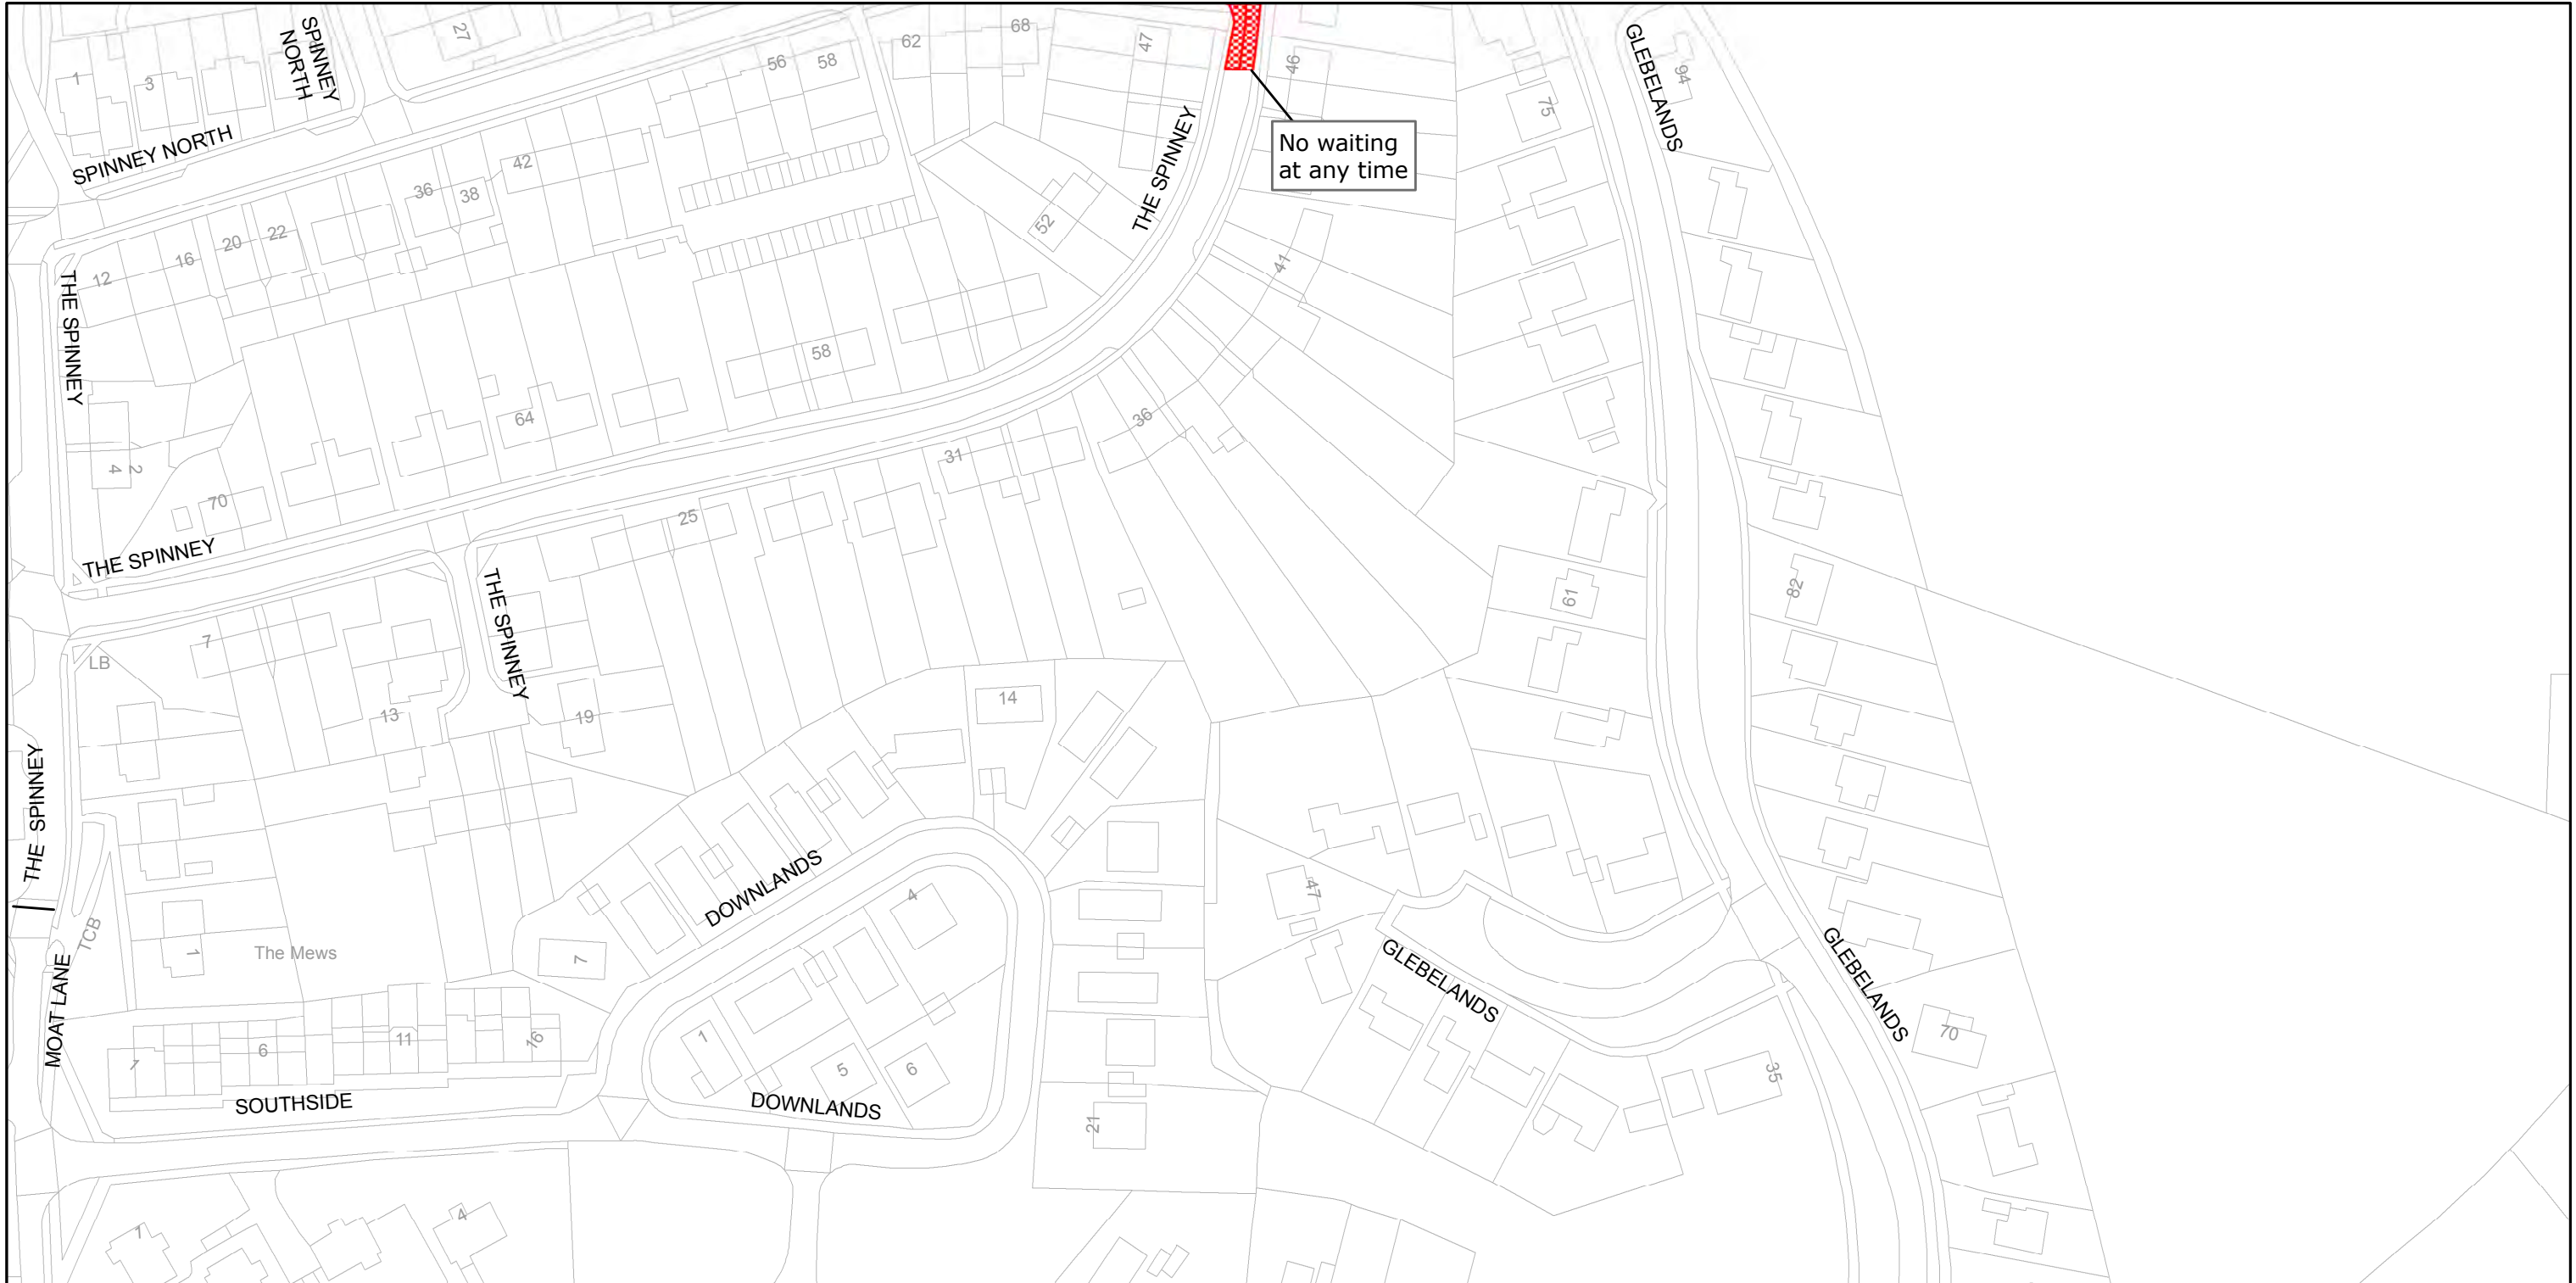 SPINNEY
NORTH
27
62
68
47
46
GLEBELANDS
94
1
3
56
58
75
SPINNEY NORTH
THE SPINNEY
No waiting
at any time
42
36
38
52
12
16
20
22
41
THE SPINNEY
58
64
36
4
2
31
70
25
THE SPINNEY
THE SPINNEY
61
82
7
LB
13
19
14
THE SPINNEY
DOWNLANDS
4
47
TCB
1
The Mews
7
GLEBELANDS
GLEBELANDS
MOAT LANE
1
6
11
16
1
5
6
35
70
SOUTHSIDE
DOWNLANDS
21
1
4